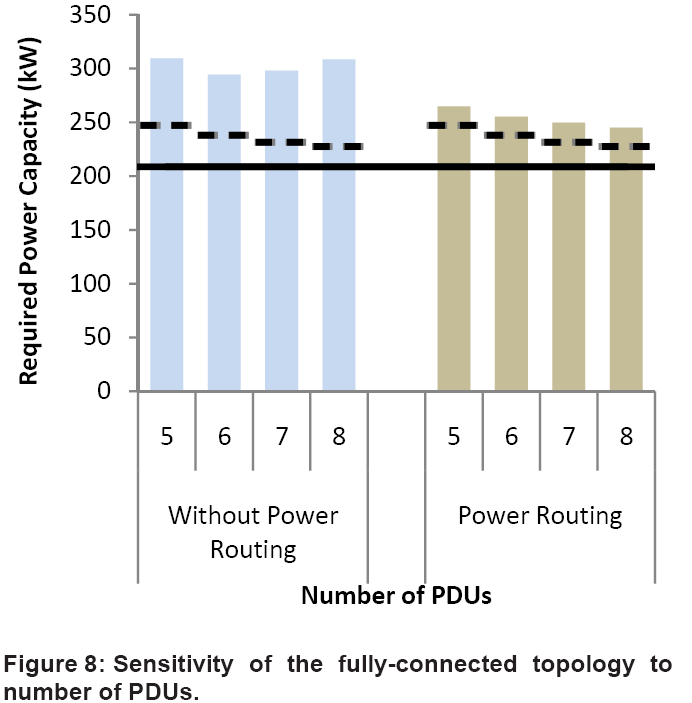 Required Power Capacity (kW)
350
300
250
200
150
100
50
0
5 6 7 8 5 6 7 8
Without Power Routing
Power Routing
Number of PDUs
Figure 8: Sensitivity of the fully-connected topology to
number of PDUs.